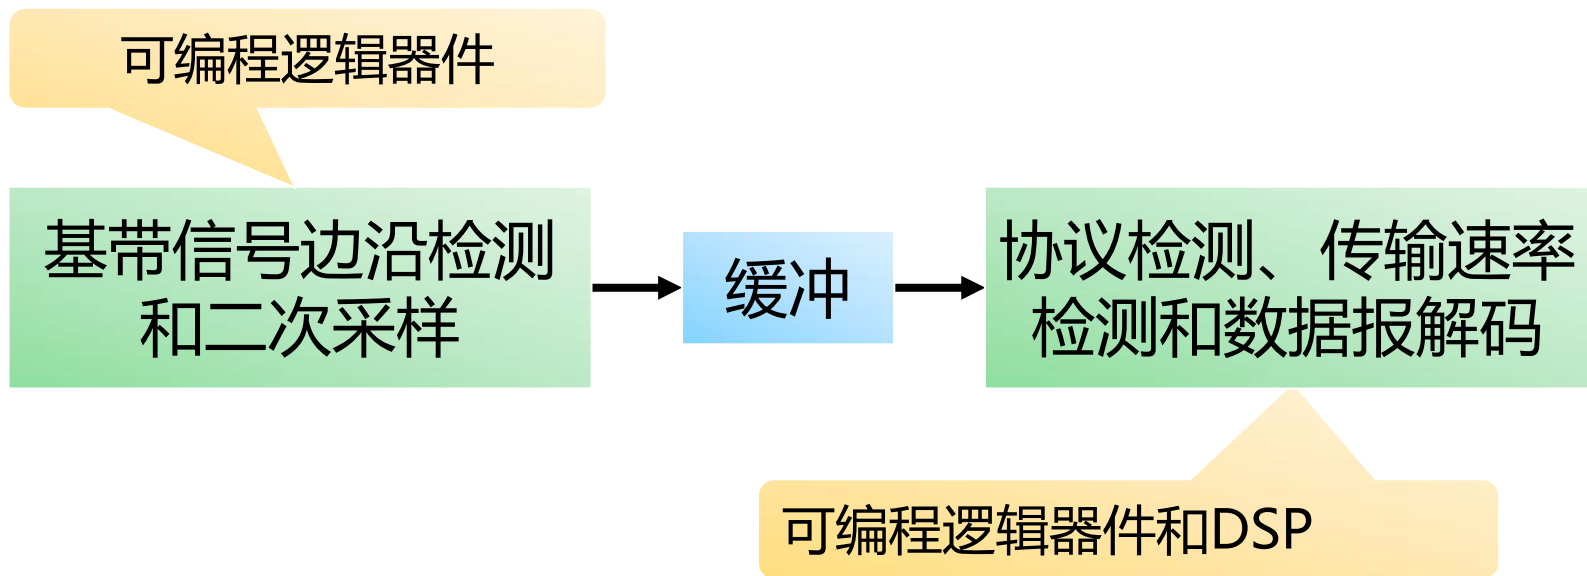 可编程逻辑器件
基带信号边沿检测
和二次采样
缓冲
协议检测、传输速率
检测和数据报解码
可编程逻辑器件和DSP